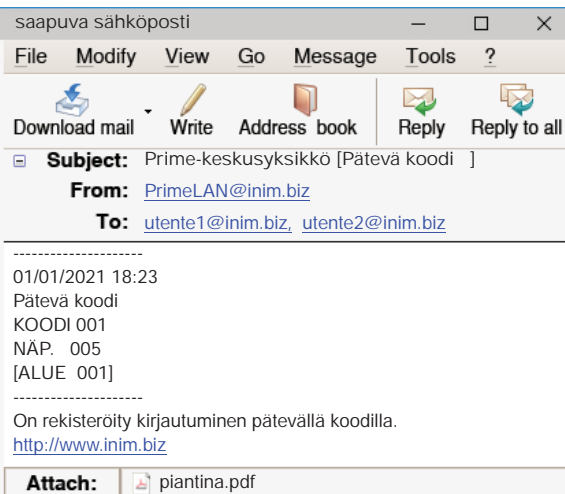 saapuva sähköposti
File Modify View Go Message Tools ?
Download mail Write Address book Reply Reply to all
Subject: Prime-keskusyksikkö [Pätevä koodi ]
From: PrimeLAN@inim.biz
To: utente1@inim.biz, utente2@inim.biz
---------------------
01/01/2021 18:23
Pätevä koodi
KOODI 001
NÄP. 005
[ALUE 001]
---------------------
On rekisteröity kirjautuminen pätevällä koodilla.
http://www.inim.biz
Attach: piantina.pdf